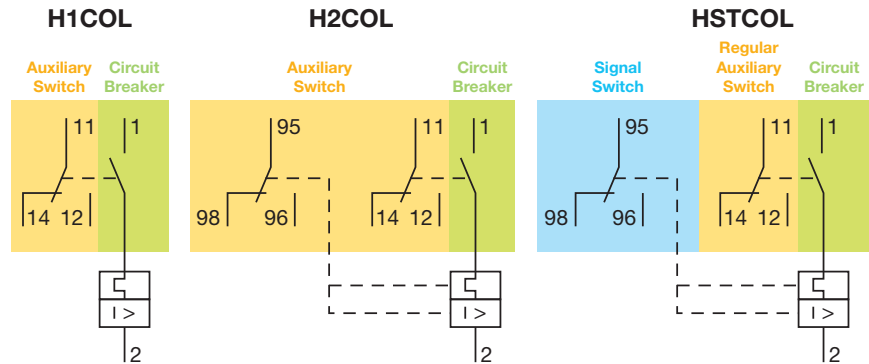 H1COL
H2COL
HSTCOL
Auxiliary
Switch
Circuit
Breaker
Auxiliary
Switch
Circuit
Breaker
Signal
Switch
Regular
Auxiliary
Switch
Circuit
Breaker
11
1
14 12
I >
2
95
11
1
98
96
14 12
I >
2
95
11
1
98
96
14 12
I >
2